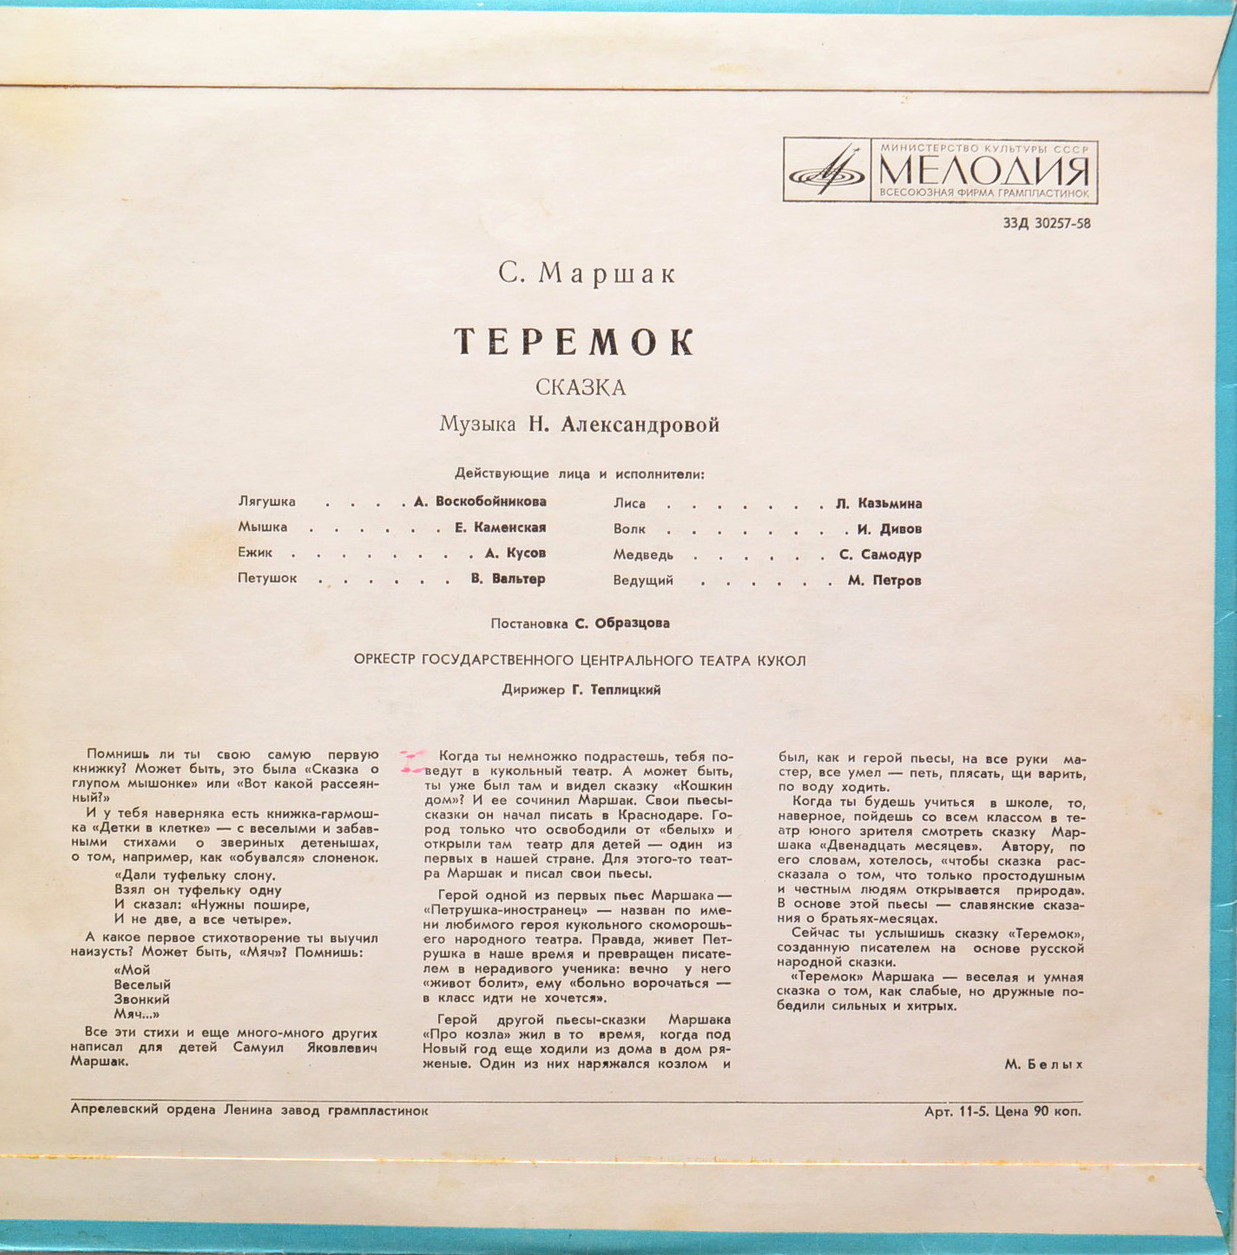 МИНИСТЕРСТВО КУЛЬТУРЫ СССР
МЕЛОДИЯ
ВСЕСОЮЗНАЯ ФИРМА ГРАМПЛАСТИНОК
33Д 30257-58
С. Маршак
ТЕРЕМОК
СКАЗКА
Музыка Н. Александровой
Действующие лица и исполнители:
Лягушка . . . . А. Воскобойникова
Мышка . . . . . . Е. Каменская
Ежик . . . . . . . . А. Кусов
Петушок . . . . . . В. Вальтер
Лиса . . . . . . . Л. Казьмина
Волк . . . . . . . . И. Дивов
Медведь . . . . . . С. Самодур
Ведущий . . . . . . М. Петров
Постановка С. Образцова
ОРКЕСТР ГОСУДАРСТВЕННОГО ЦЕНТРАЛЬНОГО ТЕАТРА КУКОЛ
Дирижер Г. Теплицкий
Помнишь ли ты свою самую первую
книжку? Может быть, это была «Сказка о
глупом мышонке» или «Вот какой рассеян-
ный?»
И у тебя наверняка есть книжка-гармош-
ка «Детки в клетке» — с веселыми и забав-
ными стихами о звериных детенышах,
о том, например, как «обувался» слоненок.
«Дали туфельку слону.
Взял он туфельку одну
И сказал: «Нужны пошире,
И не две, а все четыре».
А какое первое стихотворение ты выучил
наизусть? Может быть, «Мяч»? Помнишь:
«Мой
Веселый
Звонкий
Мяч...»
Все эти стихи и еще много-много других
написал для детей Самуил Яковлевич
Маршак.
Когда ты немножко подрастешь, тебя по-
ведут в кукольный театр. А может быть,
ты уже был там и видел сказку «Кошкин
дом»? И ее сочинил Маршак. Свои пьесы-
сказки он начал писать в Краснодаре. Го-
род только что освободили от «белых» и
открыли там театр для детей — один из
первых в нашей стране. Для этого-то теат-
ра Маршак и писал свои пьесы.
Герой одной из первых пьес Маршака —
«Петрушка-иностранец» — назван по име-
ни любимого героя кукольного скоморошь-
его народного театра. Правда, живет Пет-
рушка в наше время и превращен писате-
лем в нерадивого ученика: вечно у него
«живот болит», ему «больно ворочаться —
в класс идти не хочется».
Герой другой пьесы-сказки Маршака
«Про козла» жил в то время, когда под
Новый год еще ходили из дома в дом ря-
женые. Один из них наряжался козлом и
был, как и герой пьесы, на все руки ма-
стер, все умел — петь, плясать, щи варить,
по воду ходить.
Когда ты будешь учиться в школе, то,
наверное, пойдешь со всем классом в те-
атр юного зрителя смотреть сказку Мар-
шака «Двенадцать месяцев». Автору, по
его словам, хотелось, «чтобы сказка рас-
сказала о том, что только простодушным
и честным людям открывается природа».
В основе этой пьесы — славянские сказа-
ния о братьях-месяцах.
Сейчас ты услышишь сказку «Теремок»,
созданную писателем на основе русской
народной сказки.
«Теремок» Маршака — веселая и умная
сказка о том, как слабые, но дружные по-
бедили сильных и хитрых.
М. Белых
Апрелевский ордена Ленина завод грампластинок
Арт. 11-5. Цена 90 коп.